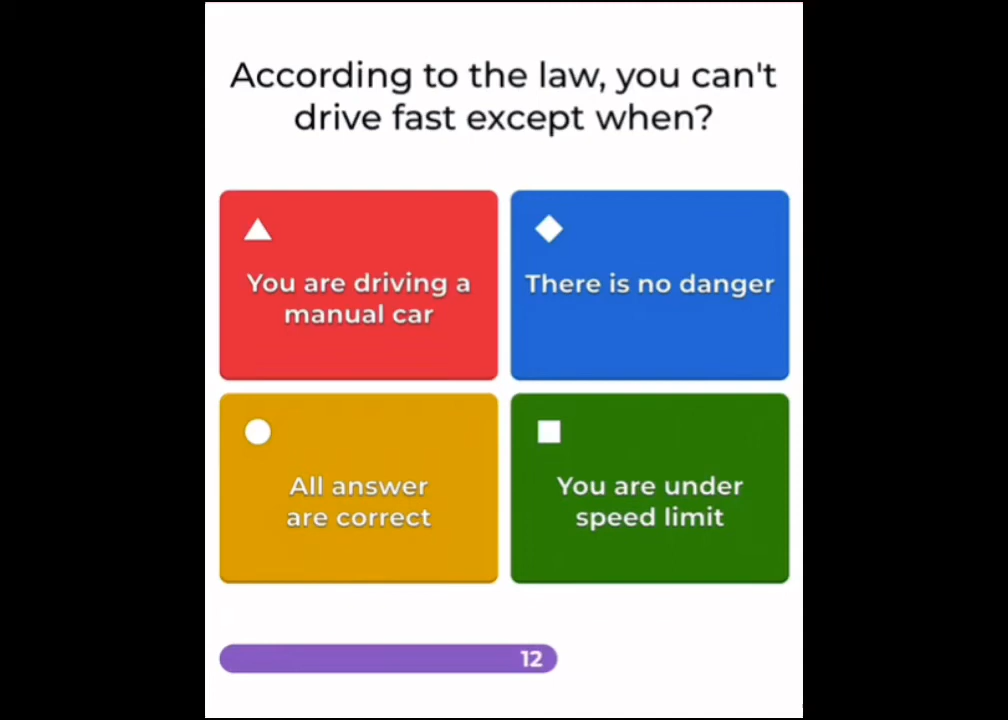 According to the law, you can't
drive fast except when?
You are driving a
manual car
There is no danger
All answer
are correct
You are under
speed limit
12